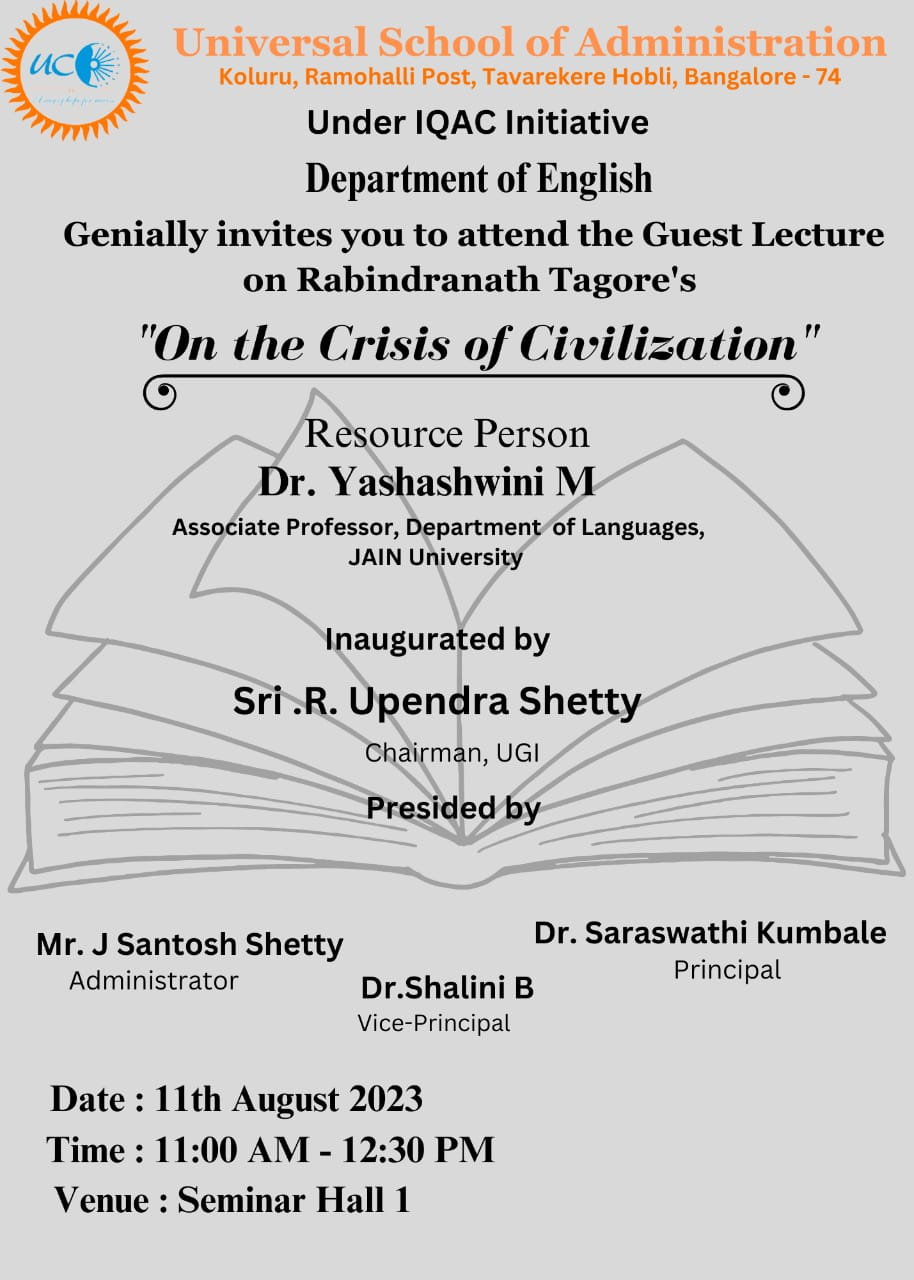 UC
Universal School of Administration
Koluru, Ramohalli Post, Tavarekere Hobli, Bangalore - 74
Under IQAC Initiative
Department of English
Genially invites you to attend the Guest Lecture
on Rabindranath Tagore's
"On the Crisis of Civilization"
Resource Person
Dr. Yashashwini M
Associate Professor, Department of Languages,
JAIN University
Inaugurated by
Sri .R. Upendra Shetty
Chairman, UGI
Presided by
Mr. J Santosh Shetty
Administrator
Dr.Shalini B
Vice-Principal
Dr. Saraswathi Kumbale
Principal
Date : 11th August 2023
Time : 11:00 AM - 12:30 PM
Venue : Seminar Hall 1